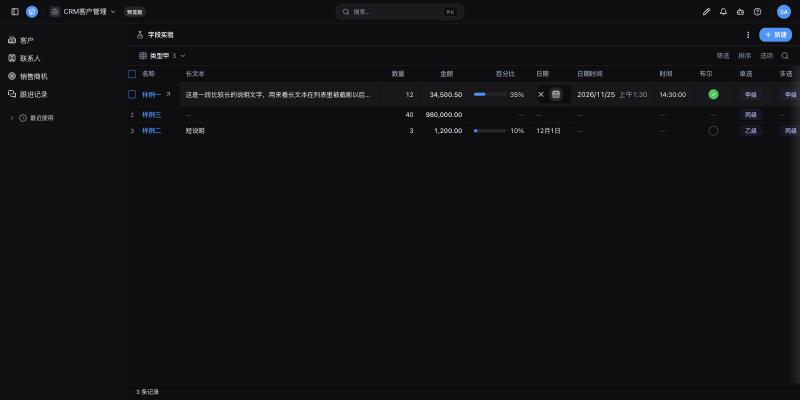 CRM客户管理 预览版
搜索... ⌘K
SA
客户
联系人
销售商机
跟进记录
最近使用
字段实验
新建
类型甲 3
筛选 排序 选项
名称 长文本 数量 金额 百分比 日期 日期时间 时间 布尔 单选 多选
样例一 这是一段比较长的说明文字，用来看长文本在列表里被截断以后... 12 34,500.50 35% 2026/11/25 上午1:30 14:30:00 甲级 甲级
2 样例三 — 40 980,000.00 — — — — — 丙级 —
3 样例二 短说明 3 1,200.00 10% 12月1日 — — 乙级 丙级
3 条记录